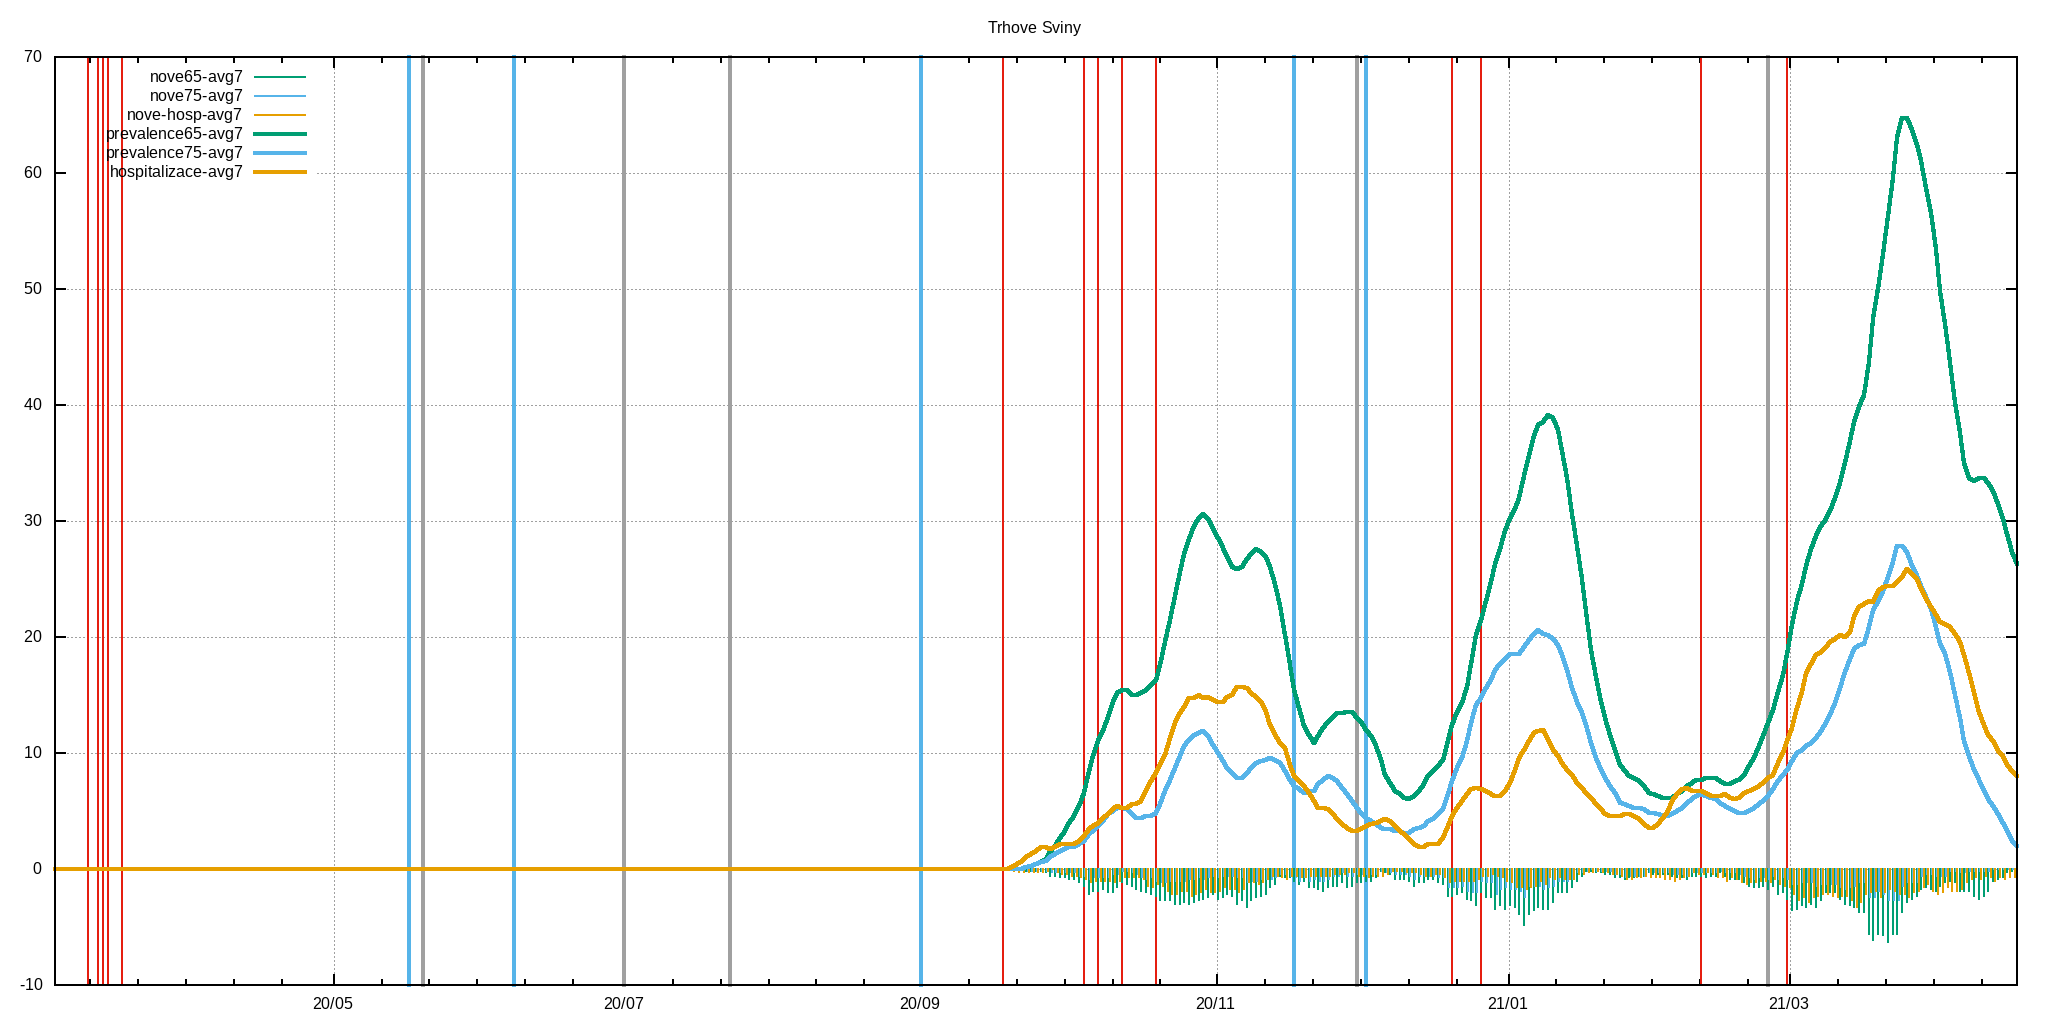 Trhove Sviny
70
60
50
40
30
20
10
0
-10
nove65-avg7
nove75-avg7
nove-hosp-avg7
prevalence65-avg7
prevalence75-avg7
hospitalizace-avg7
20/05 20/07 20/09 20/11 21/01 21/03